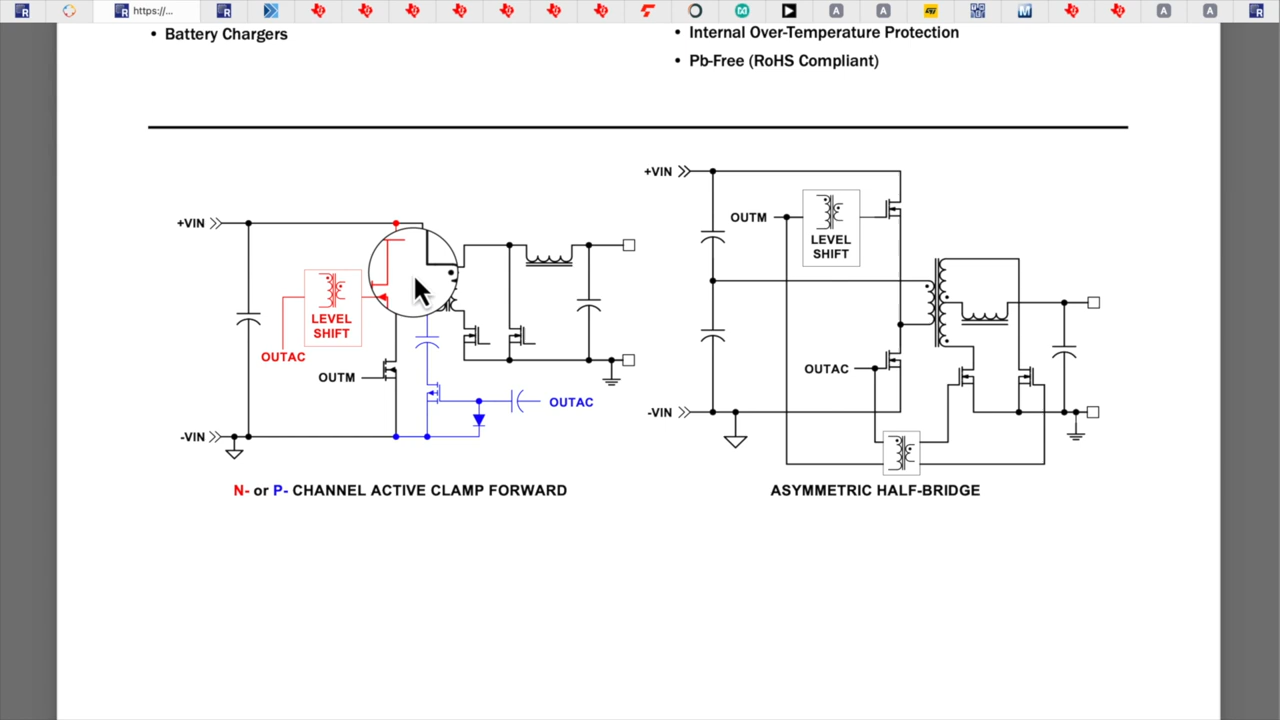 https://...
• Battery Chargers
• Internal Over-Temperature Protection
• Pb-Free (RoHS Compliant)
+VIN
LEVEL
SHIFT
OUTAC
OUTM
OUTAC
-VIN
N- or P- CHANNEL ACTIVE CLAMP FORWARD
+VIN
OUTM
LEVEL
SHIFT
OUTAC
-VIN
ASYMMETRIC HALF-BRIDGE